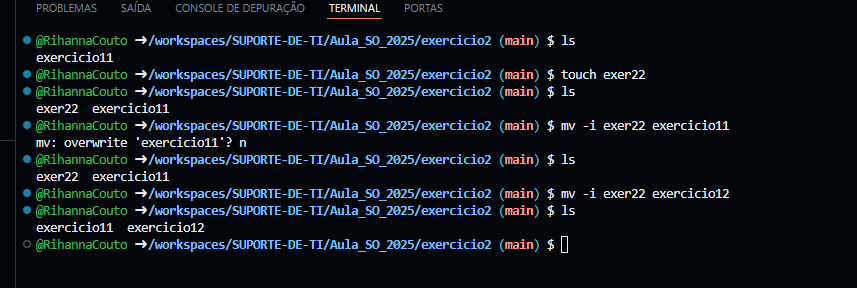 PROBLEMAS SAÍDA CONSOLE DE DEPURAÇÃO TERMINAL PORTAS
@RihannaCouto ➜/workspaces/SUPORTE-DE-TI/Aula_SO_2025/exercicio2 (main) $ ls
exercicio11
@RihannaCouto ➜/workspaces/SUPORTE-DE-TI/Aula_SO_2025/exercicio2 (main) $ touch exer22
@RihannaCouto ➜/workspaces/SUPORTE-DE-TI/Aula_SO_2025/exercicio2 (main) $ ls
exer22  exercicio11
@RihannaCouto ➜/workspaces/SUPORTE-DE-TI/Aula_SO_2025/exercicio2 (main) $ mv -i exer22 exercicio11
mv: overwrite 'exercicio11'? n
@RihannaCouto ➜/workspaces/SUPORTE-DE-TI/Aula_SO_2025/exercicio2 (main) $ ls
exer22  exercicio11
@RihannaCouto ➜/workspaces/SUPORTE-DE-TI/Aula_SO_2025/exercicio2 (main) $ mv -i exer22 exercicio12
@RihannaCouto ➜/workspaces/SUPORTE-DE-TI/Aula_SO_2025/exercicio2 (main) $ ls
exercicio11  exercicio12
@RihannaCouto ➜/workspaces/SUPORTE-DE-TI/Aula_SO_2025/exercicio2 (main) $